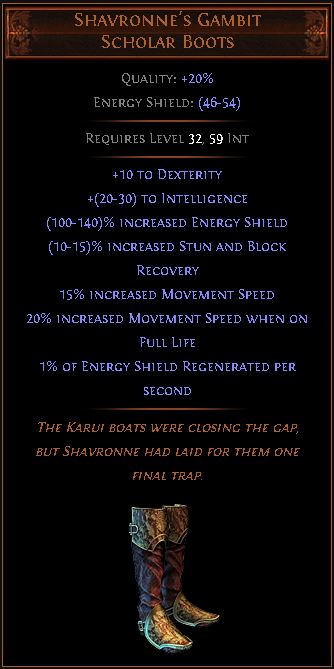 Shavronne's Gambit
Scholar Boots
Quality: +20%
Energy Shield: (46-54)
Requires Level 32, 59 Int
+10 to Dexterity
+(20-30) to Intelligence
(100-140)% increased Energy Shield
(10-15)% increased Stun and Block
Recovery
15% increased Movement Speed
20% increased Movement Speed when on
Full Life
1% of Energy Shield Regenerated per
second
The Karui boats were closing the gap,
but Shavronne had laid for them one
final trap.